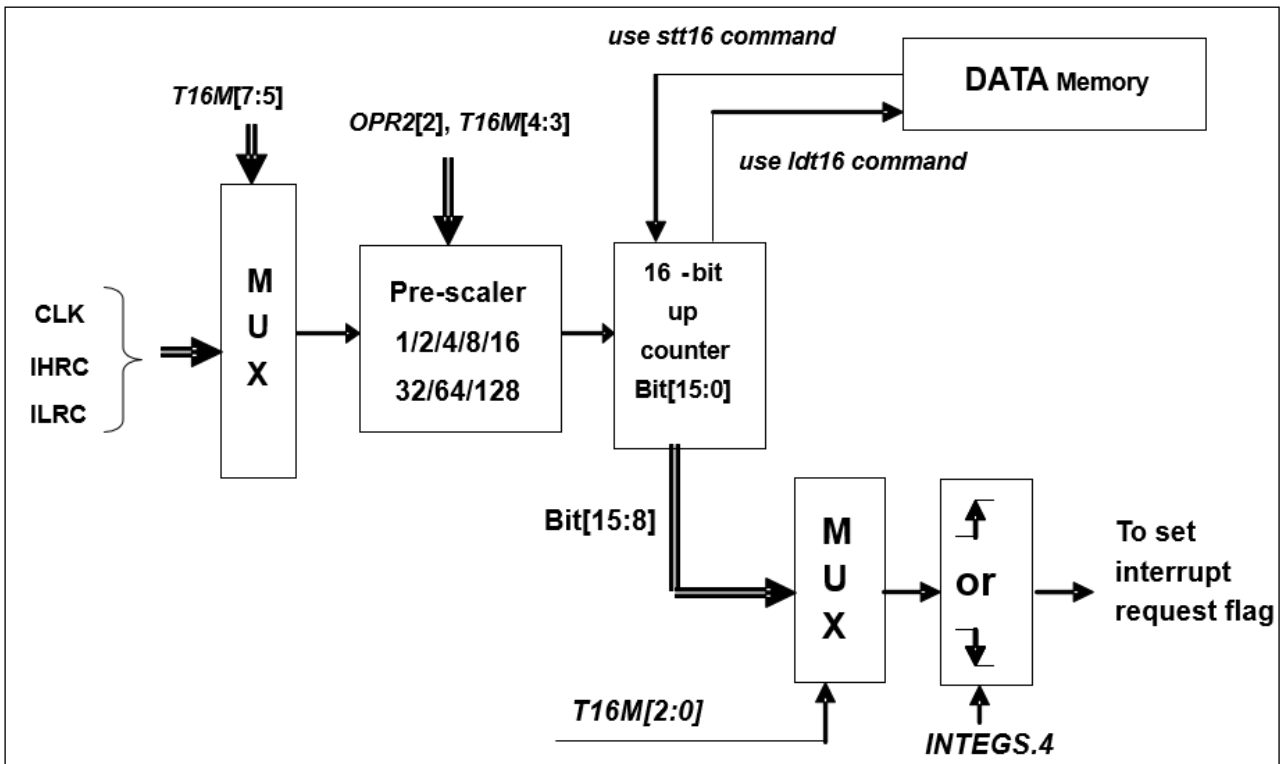 use stt16 command
DATA Memory
T16M[7:5]
OPR2[2], T16M[4:3]
use ldt16 command
M
U
X
CLK
IHRC
ILRC
Pre-scaler
1/2/4/8/16
32/64/128
16 -bit
up
counter
Bit[15:0]
Bit[15:8]
M
U
X
or
To set
interrupt
request flag
T16M[2:0]
INTEGS.4